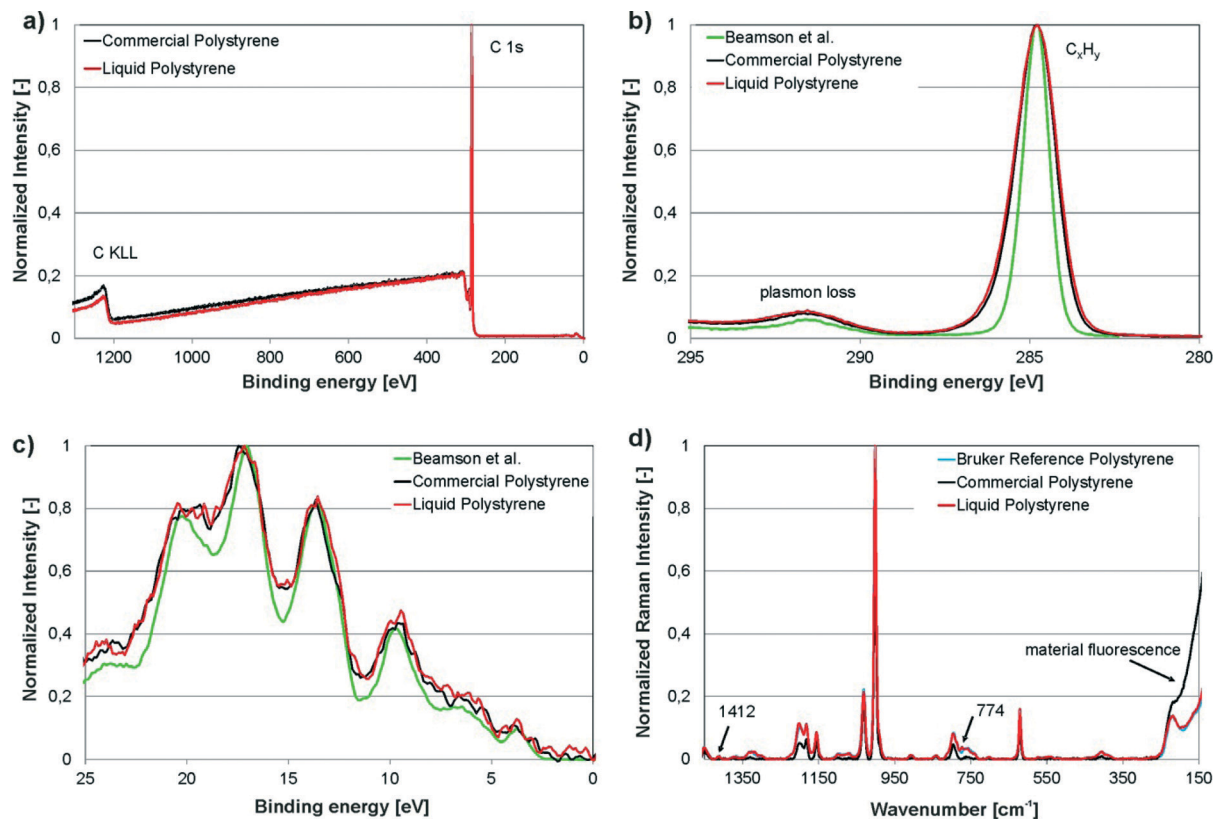 a)
1
Commercial Polystyrene
Liquid Polystyrene
C 1s
0,8
0,6
0,4
C KLL
0,2
0
1200 1000 800 600 400 200 0
Normalized Intensity [-]
Binding energy [eV]
b)
1
Beamson et al.
Commercial Polystyrene
Liquid Polystyrene
CxHy
0,8
0,6
0,4
0,2
plasmon loss
0
295 290 285 280
Normalized Intensity [-]
Binding energy [eV]
c)
1
Beamson et al.
Commercial Polystyrene
Liquid Polystyrene
0,8
0,6
0,4
0,2
0
25 20 15 10 5 0
Normalized Intensity [-]
Binding energy [eV]
d)
1
Bruker Reference Polystyrene
Commercial Polystyrene
Liquid Polystyrene
0,8
0,6
0,4
material fluorescence
0,2
1412
774
0
1350 1150 950 750 550 350 150
Normalized Raman Intensity [-]
Wavenumber [cm-1]